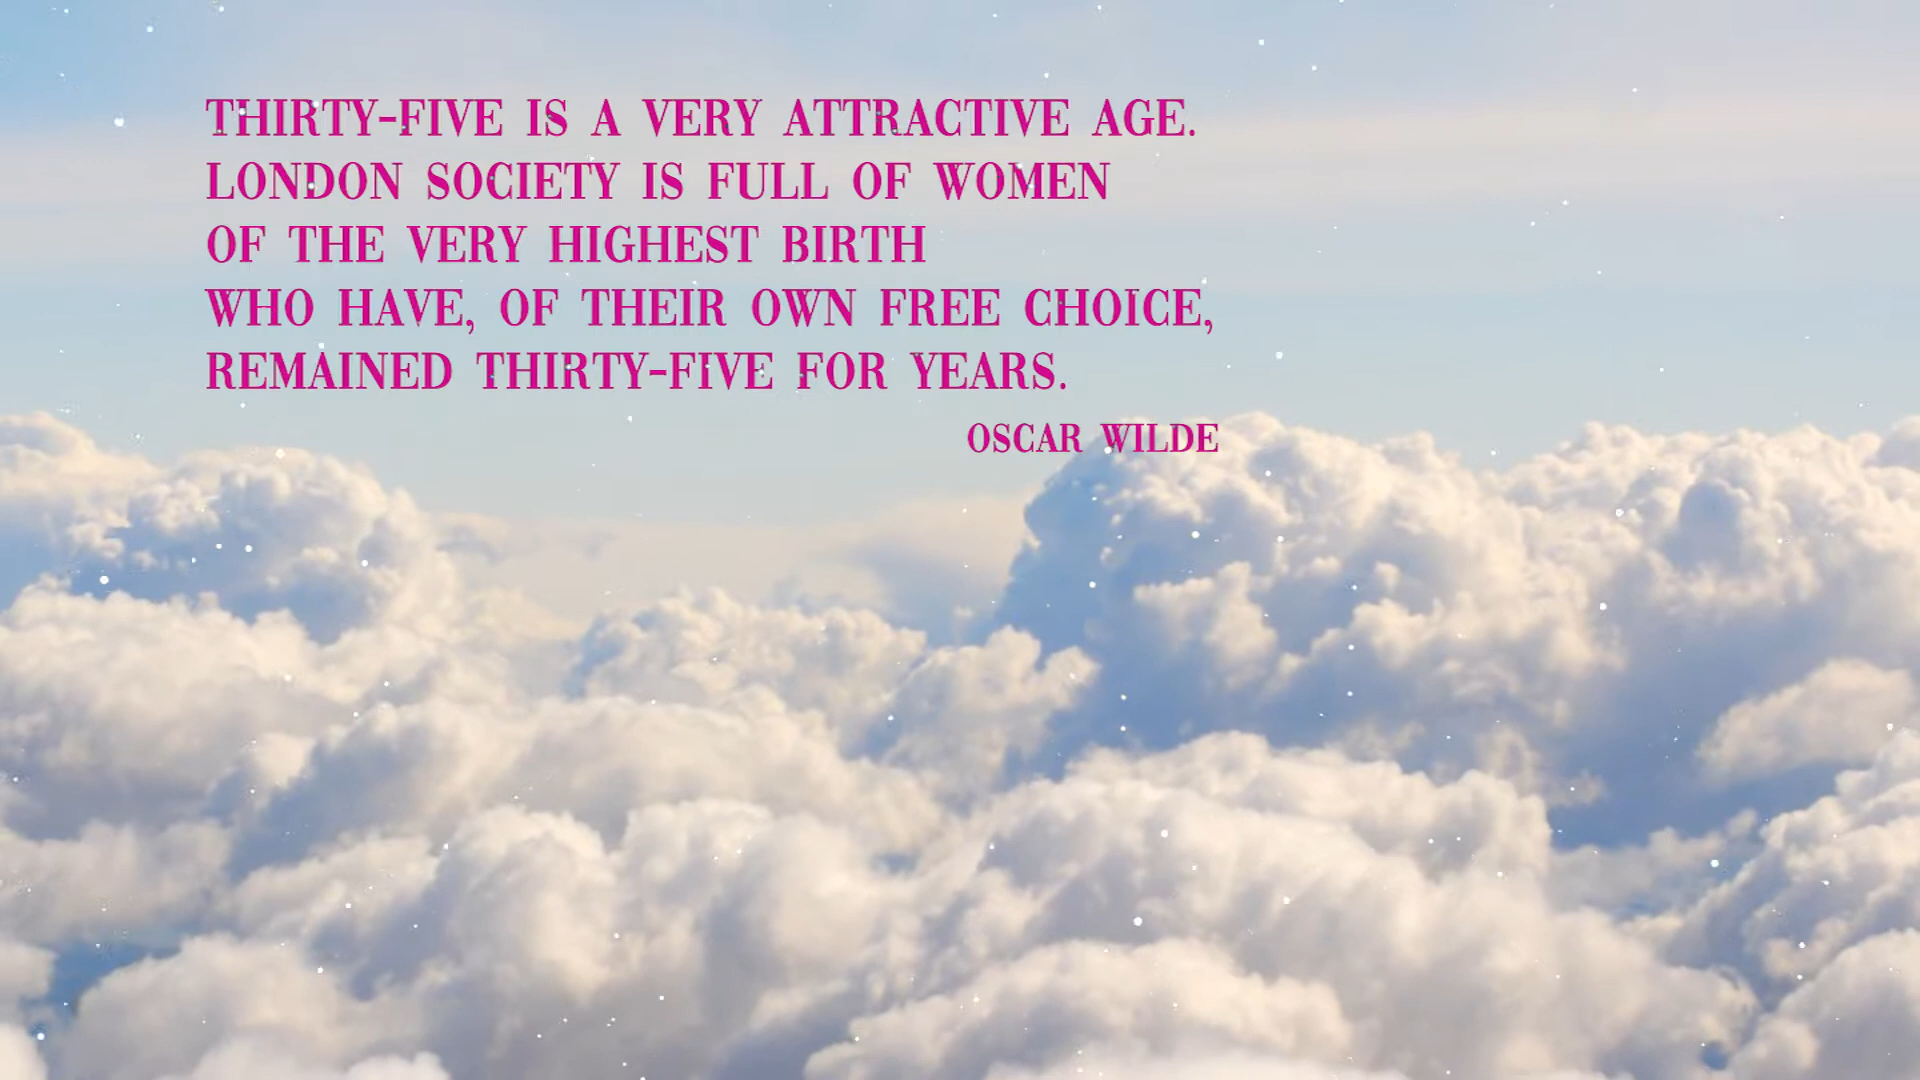 THIRTY-FIVE IS A VERY ATTRACTIVE AGE.
LONDON SOCIETY IS FULL OF WOMEN
OF THE VERY HIGHEST BIRTH
WHO HAVE, OF THEIR OWN FREE CHOICE,
REMAINED THIRTY-FIVE FOR YEARS.
OSCAR WILDE